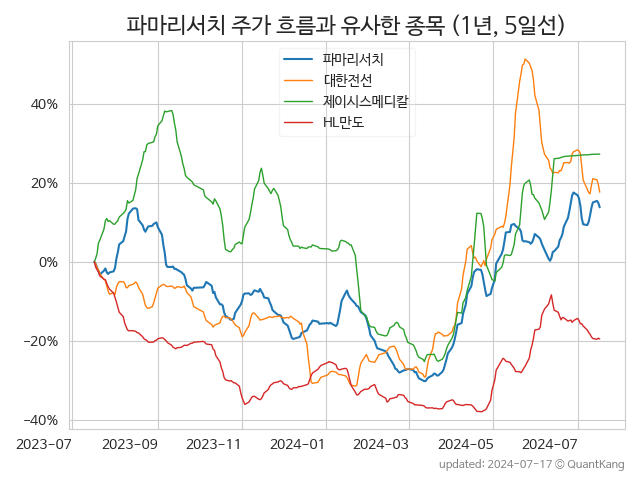 파마리서치 주가 흐름과 유사한 종목 (1년, 5일선)
파마리서치
대한전선
제이시스메디칼
HL만도
40%
20%
0%
−20%
−40%
2023-07 2023-09 2023-11 2024-01 2024-03 2024-05 2024-07
updated: 2024-07-17 © QuantKang